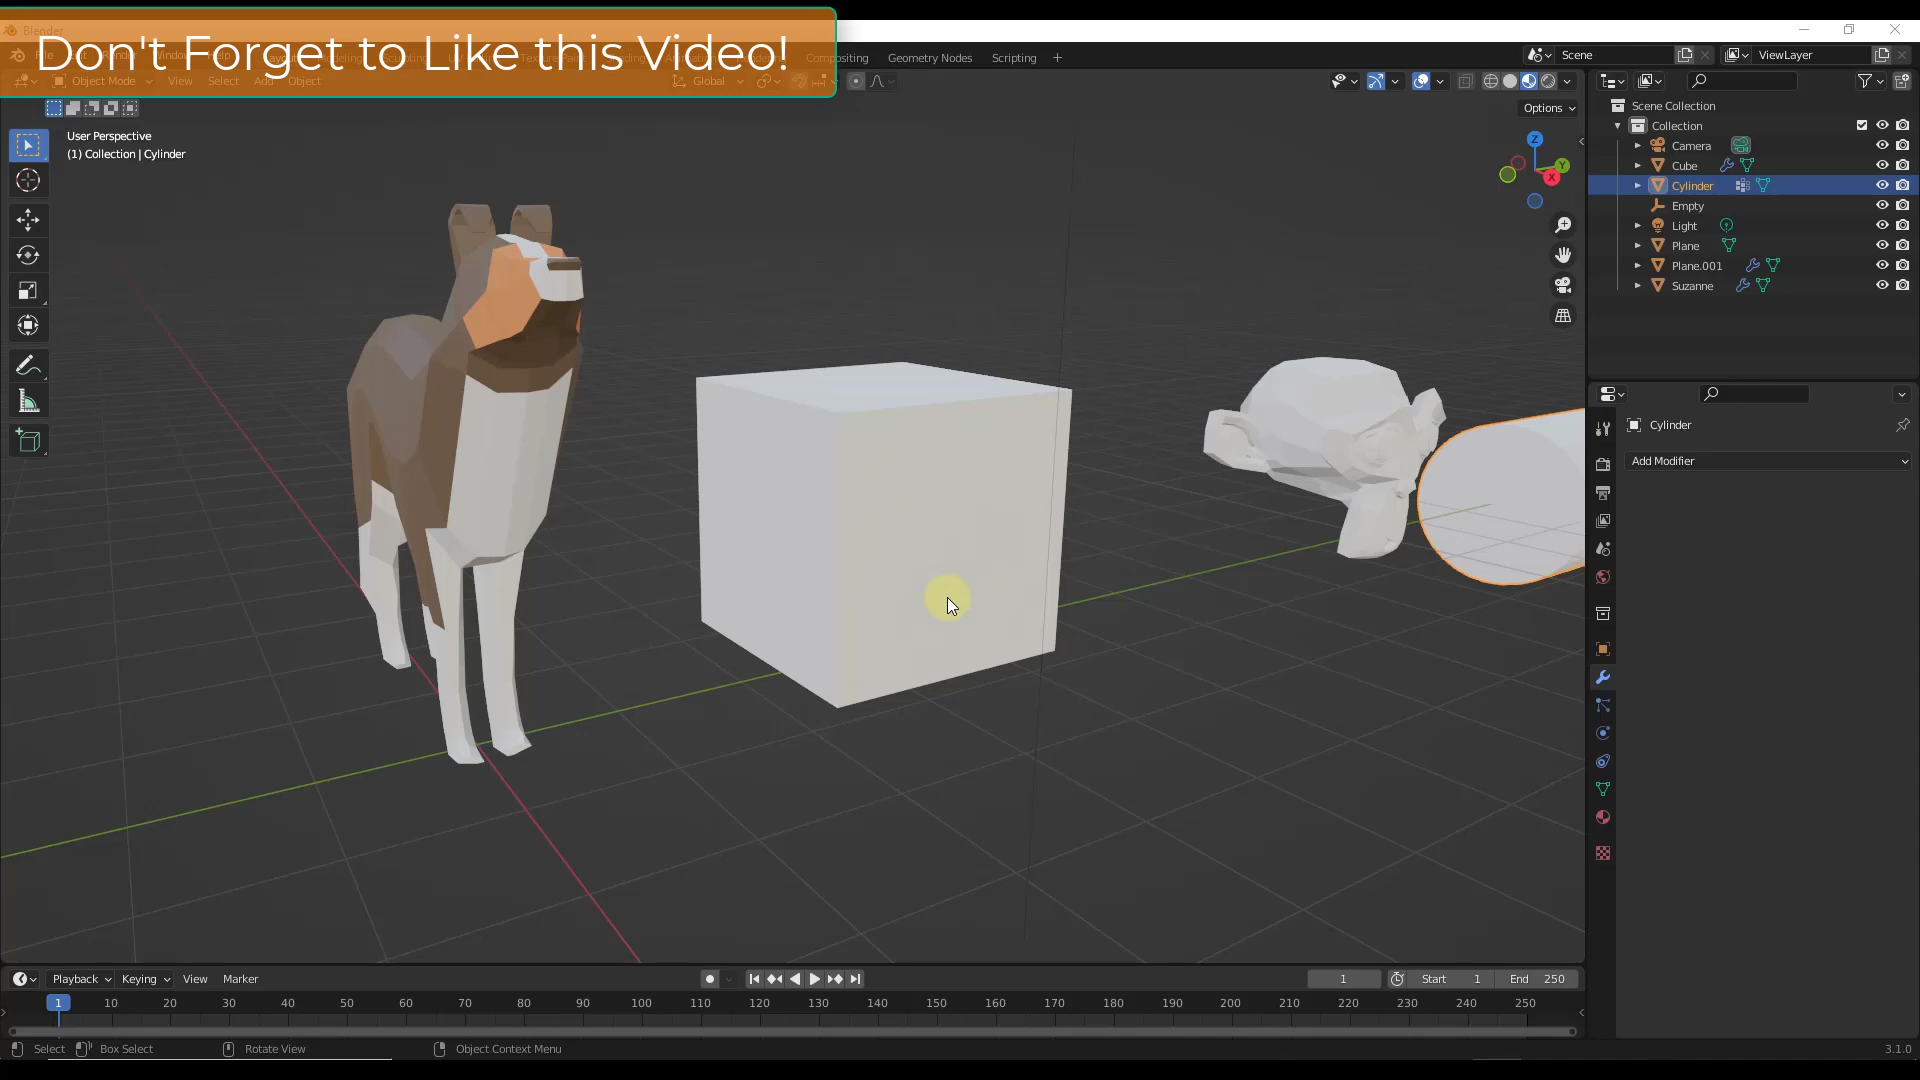 Don't Forget to Like this Video!
Blender
Object Mode
View
Select
Add
Object
Global
Compositing
Geometry Nodes
Scripting
+
Scene
ViewLayer
Options
User Perspective
(1) Collection | Cylinder
Z
Y
X
Scene Collection
Collection
Camera
Cube
Cylinder
Empty
Light
Plane
Plane.001
Suzanne
Cylinder
Add Modifier
Playback
Keying
View
Marker
1
Start 1
End 250
1 10 20 30 40 50 60 70 80 90 100 110 120 130 140 150 160 170 180 190 200 210 220 230 240 250
Select
Box Select
Rotate View
Object Context Menu
3.1.0